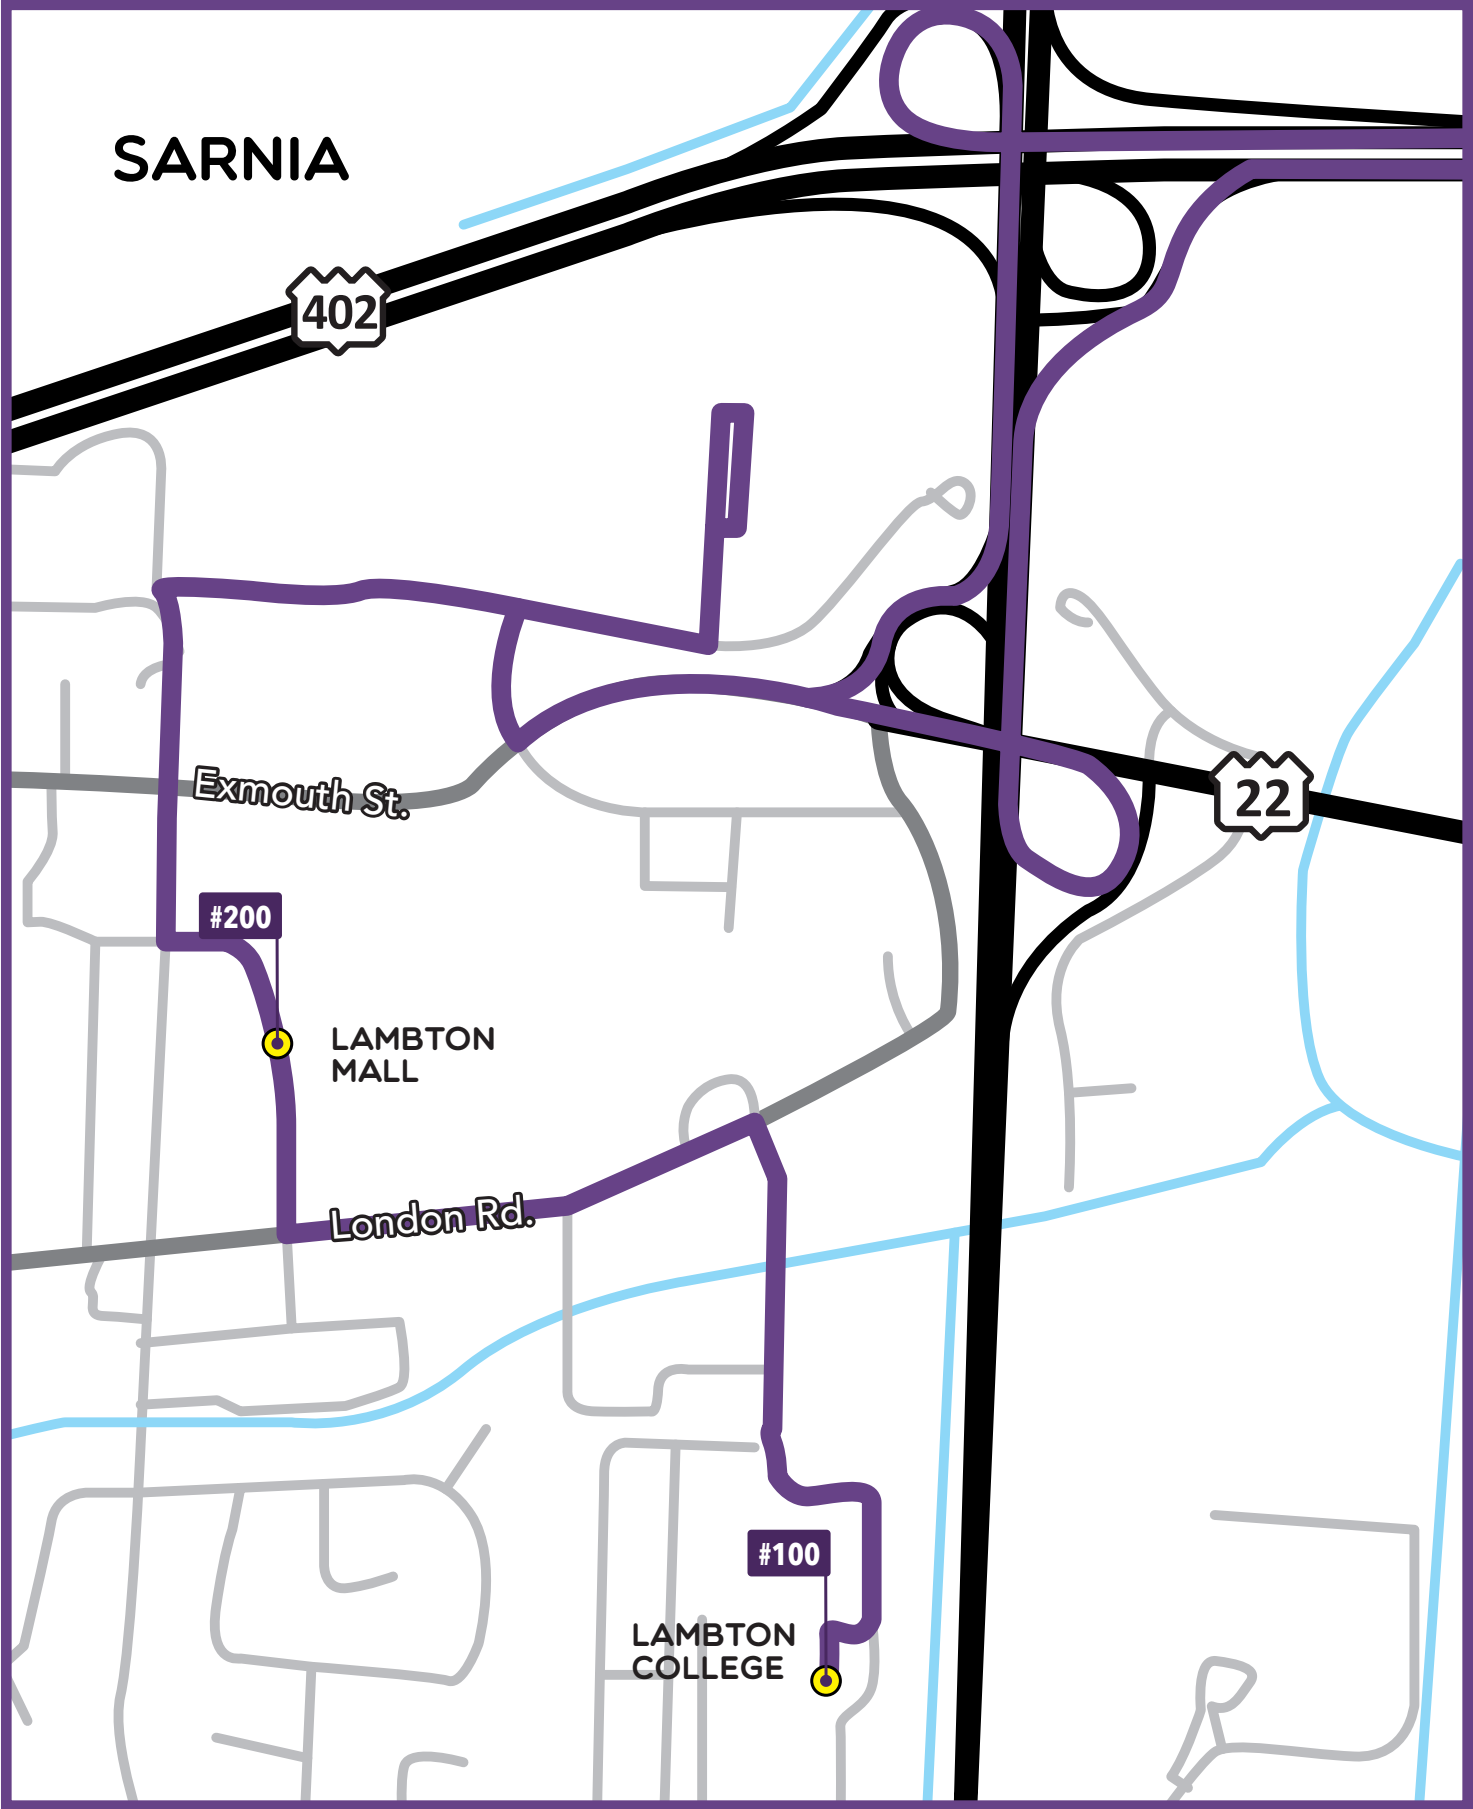 SARNIA
402
Exmouth St.
22
#200
LAMBTON
MALL
London Rd.
#100
LAMBTON
COLLEGE